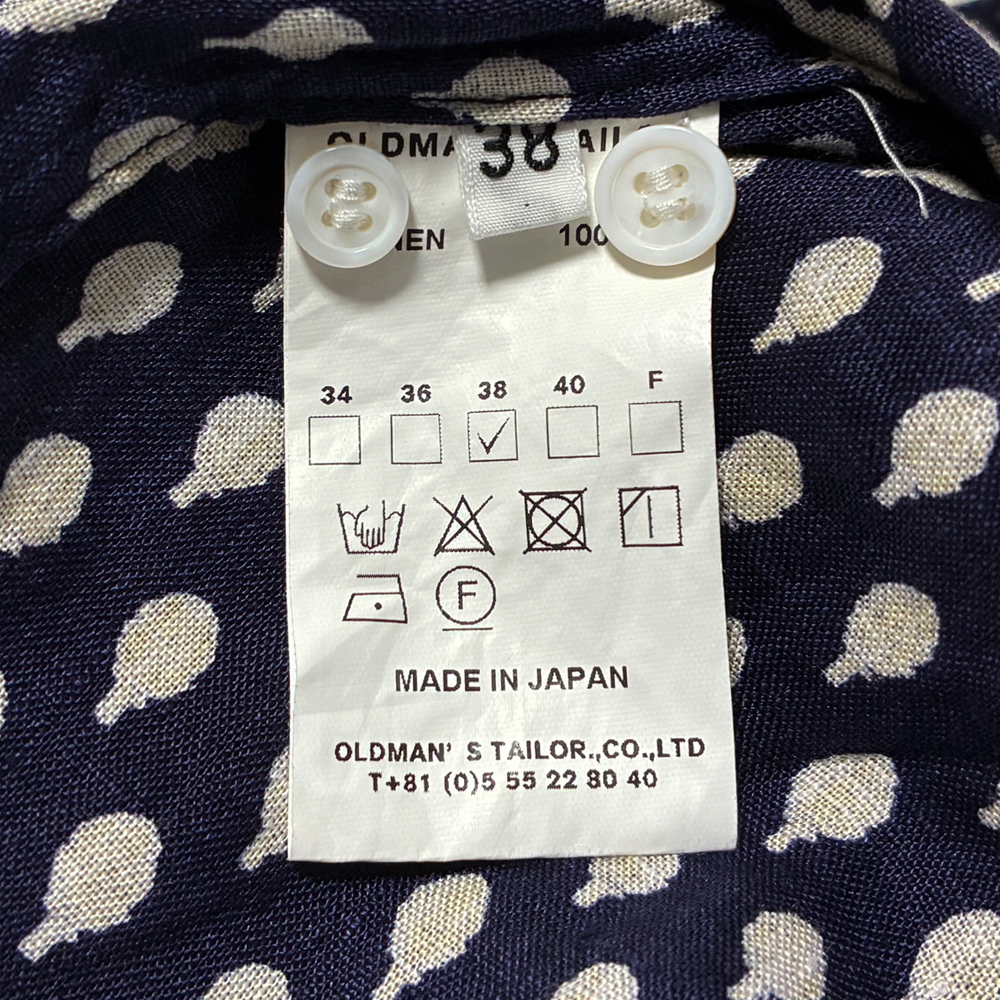 38
100
34 36 38 40 F
F
MADE IN JAPAN
OLDMAN' S TAILOR.,CO.,LTD
T+81 (0)5 55 22 80 40